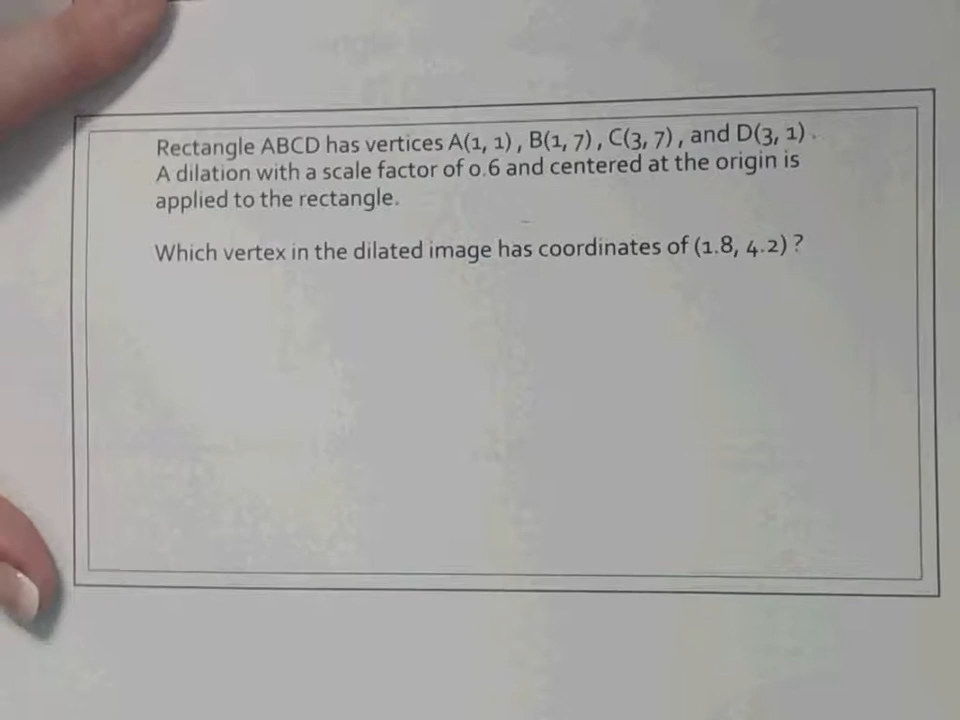 Rectangle ABCD has vertices A(1, 1), B(1, 7), C(3, 7), and D(3, 1).
A dilation with a scale factor of 0.6 and centered at the origin is
applied to the rectangle.
Which vertex in the dilated image has coordinates of (1.8, 4.2)?